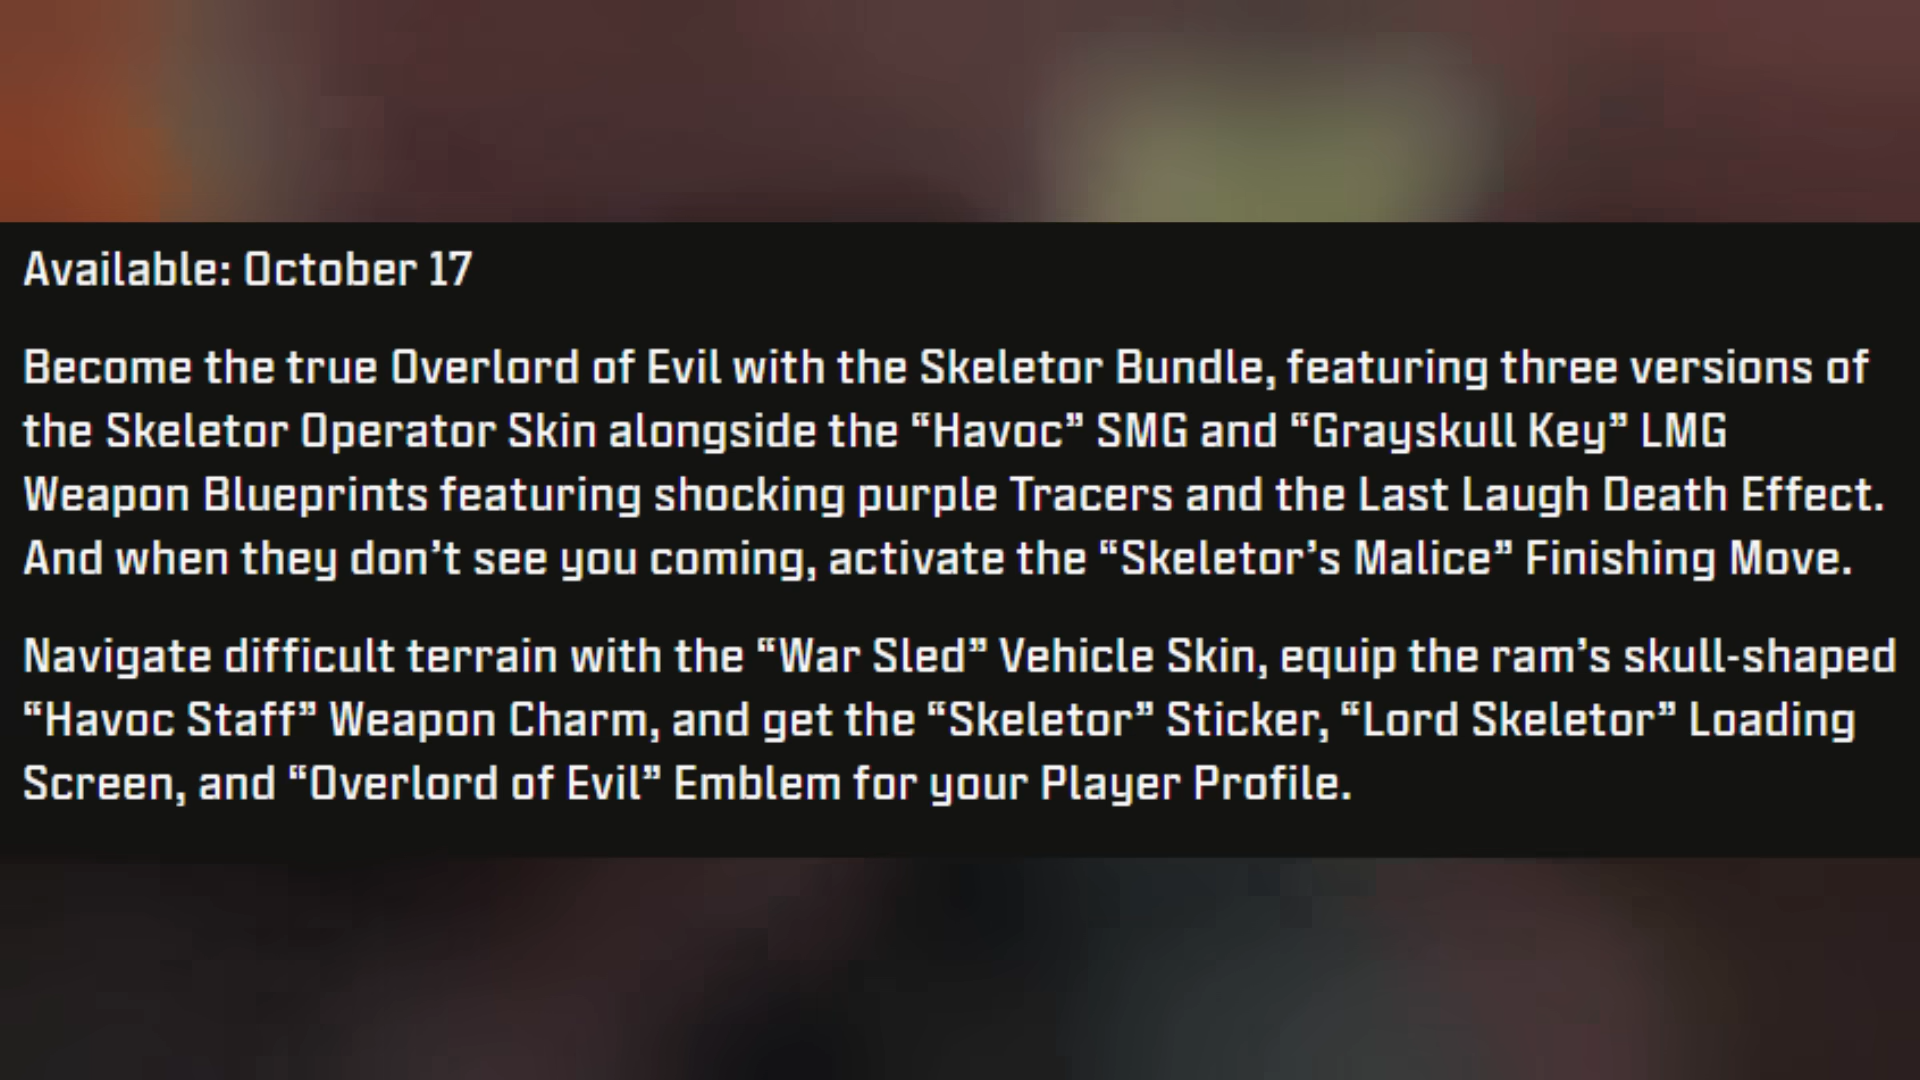 Available: October 17
Become the true Overlord of Evil with the Skeletor Bundle, featuring three versions of
the Skeletor Operator Skin alongside the “Havoc” SMG and “Grayskull Key” LMG
Weapon Blueprints featuring shocking purple Tracers and the Last Laugh Death Effect.
And when they don’t see you coming, activate the “Skeletor’s Malice” Finishing Move.
Navigate difficult terrain with the “War Sled” Vehicle Skin, equip the ram’s skull-shaped
“Havoc Staff” Weapon Charm, and get the “Skeletor” Sticker, “Lord Skeletor” Loading
Screen, and “Overlord of Evil” Emblem for your Player Profile.